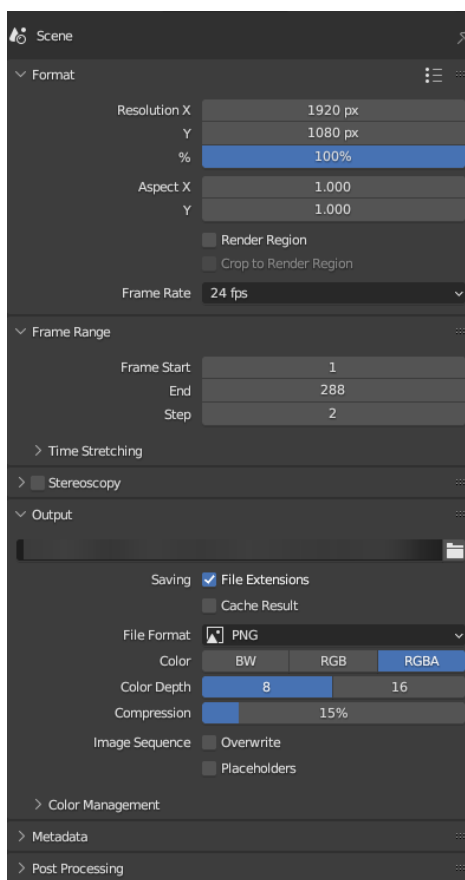 Scene
Format
Resolution X 1920 px
Y 1080 px
% 100%
Aspect X 1.000
Y 1.000
Render Region
Crop to Render Region
Frame Rate 24 fps
Frame Range
Frame Start 1
End 288
Step 2
Time Stretching
Stereoscopy
Output
Saving File Extensions
Cache Result
File Format PNG
Color BW RGB RGBA
Color Depth 8 16
Compression 15%
Image Sequence Overwrite
Placeholders
Color Management
Metadata
Post Processing